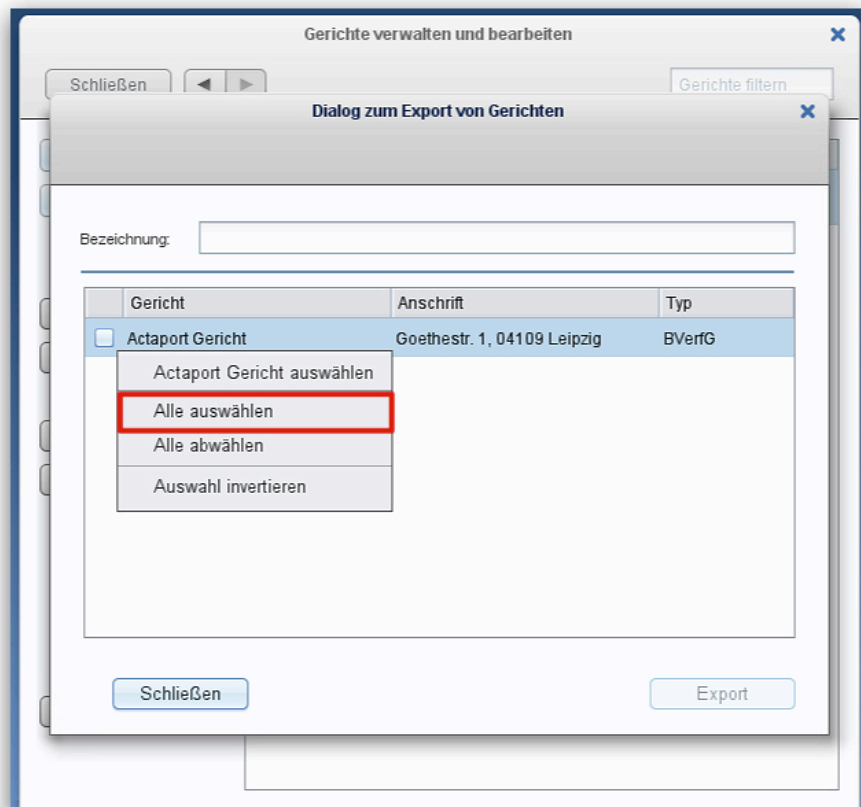 Gerichte verwalten und bearbeiten
Schließen Gerichte filtern
Dialog zum Export von Gerichten
Bezeichnung:
Gericht Anschrift Typ
Actaport Gericht Goethestr. 1, 04109 Leipzig BVerfG
Actaport Gericht auswählen
Alle auswählen
Alle abwählen
Auswahl invertieren
Schließen Export